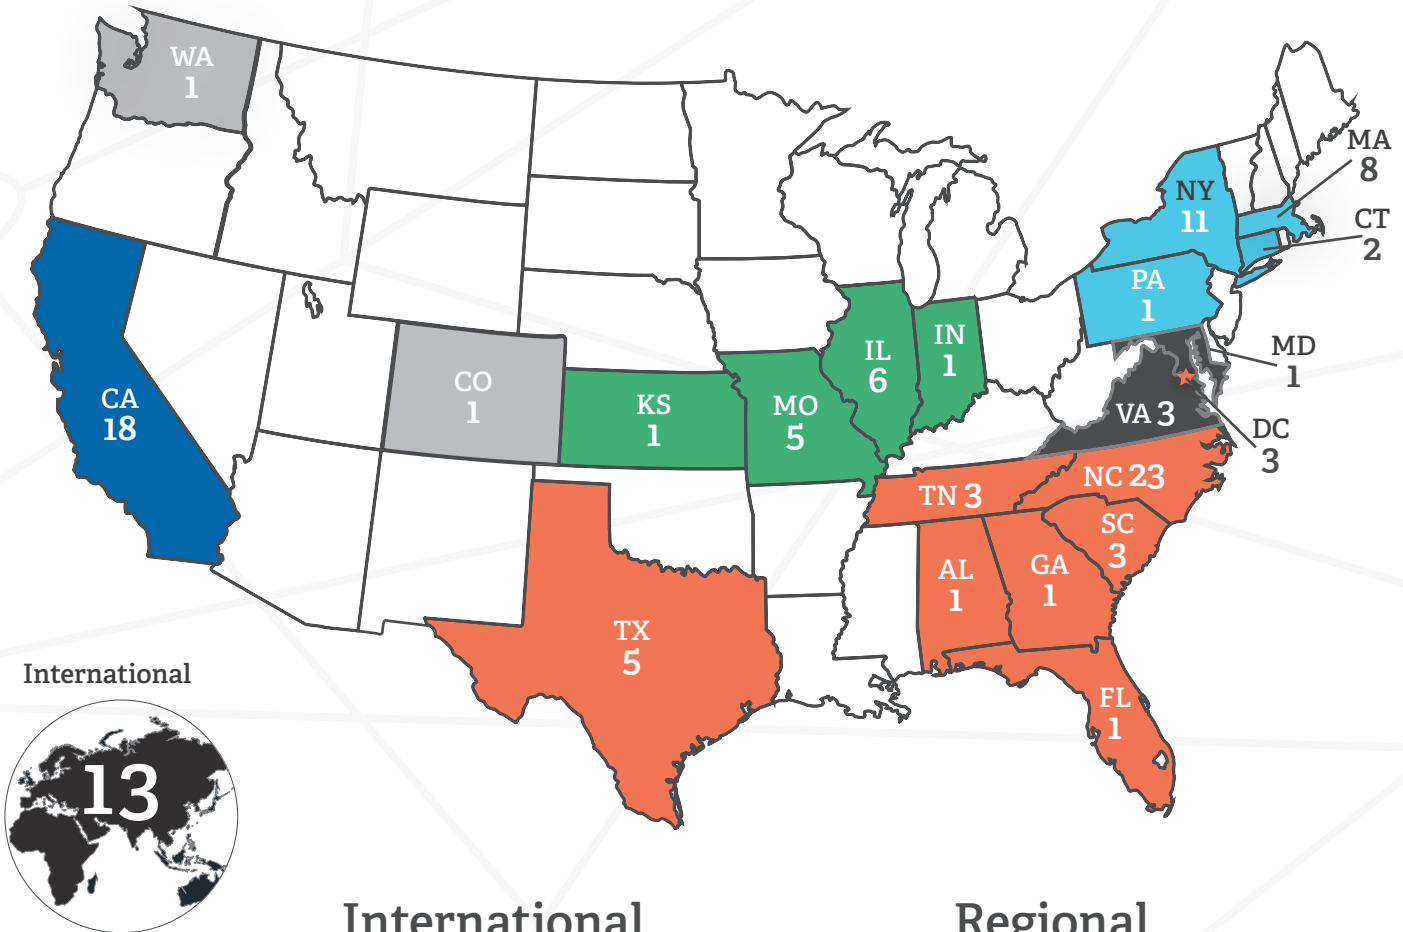 WA
1
MA
8
NY
11
CT
2
PA
1
MD
1
IL
6
IN
1
CO
1
CA
18
KS
1
MO
5
VA 3
DC
3
NC 23
TN 3
SC
3
AL
1
GA
1
TX
5
FL
1
International
13
International
Regional